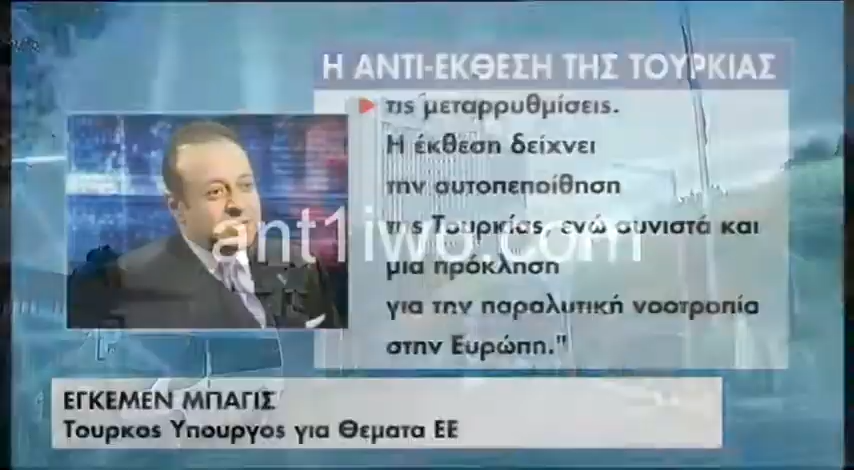 Η ΑΝΤΙ-ΕΚΘΕΣΗ ΤΗΣ ΤΟΥΡΚΙΑΣ
τις μεταρρυθμίσεις.
Η έκθεση δείχνει
την αυτοπεποίθηση
της Τουρκίας, ενώ συνιστά και
μια πρόκληση
για την παραλυτική νοοτροπία
στην Ευρώπη."
ant1iwo.com
ΕΓΚΕΜΕΝ ΜΠΑΓΙΣ
Τουρκος Υπουργος για Θεματα ΕΕ